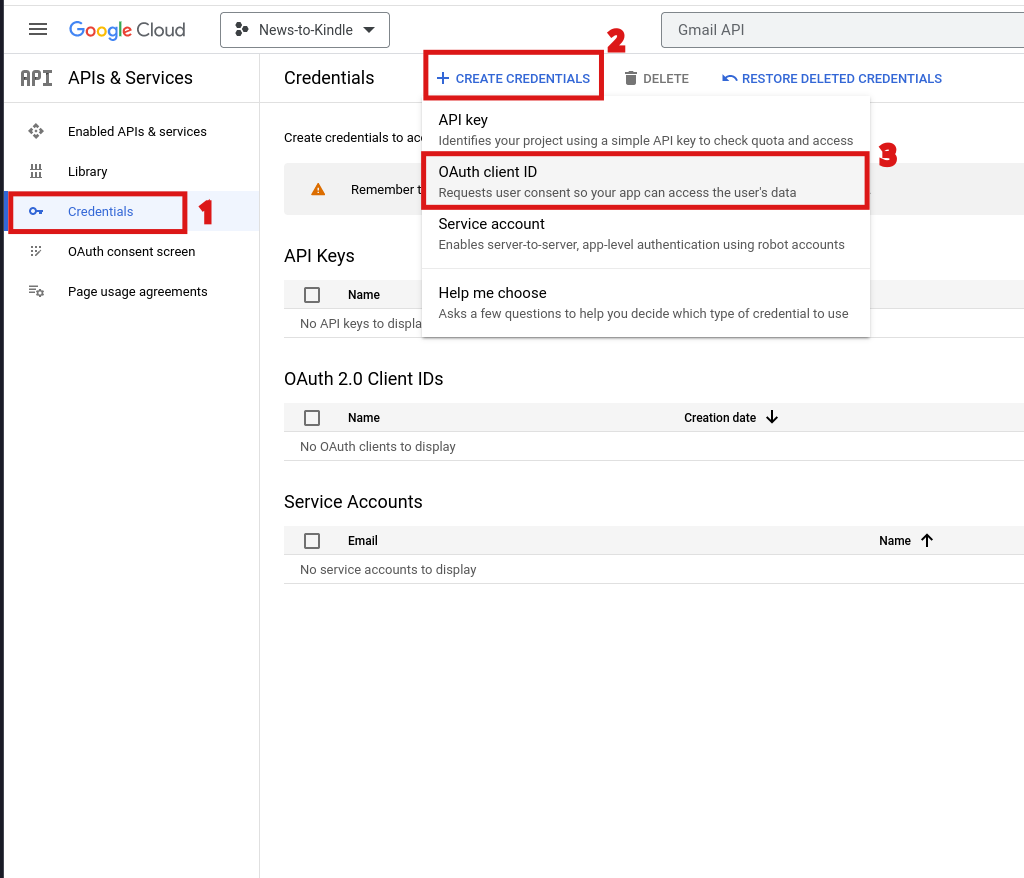 Google Cloud
News-to-Kindle
Gmail API
API
APIs & Services
Credentials
2
CREATE CREDENTIALS
DELETE
RESTORE DELETED CREDENTIALS
Enabled APIs & services
Library
Credentials
1
OAuth consent screen
Page usage agreements
Create credentials to
Remember
API key
Identifies your project using a simple API key to check quota and access
3
OAuth client ID
Requests user consent so your app can access the user's data
Service account
Enables server-to-server, app-level authentication using robot accounts
Help me choose
Asks a few questions to help you decide which type of credential to use
API Keys
Name
No API keys to
OAuth 2.0 Client IDs
Name
Creation date
No OAuth clients to display
Service Accounts
Email
Name
No service accounts to display